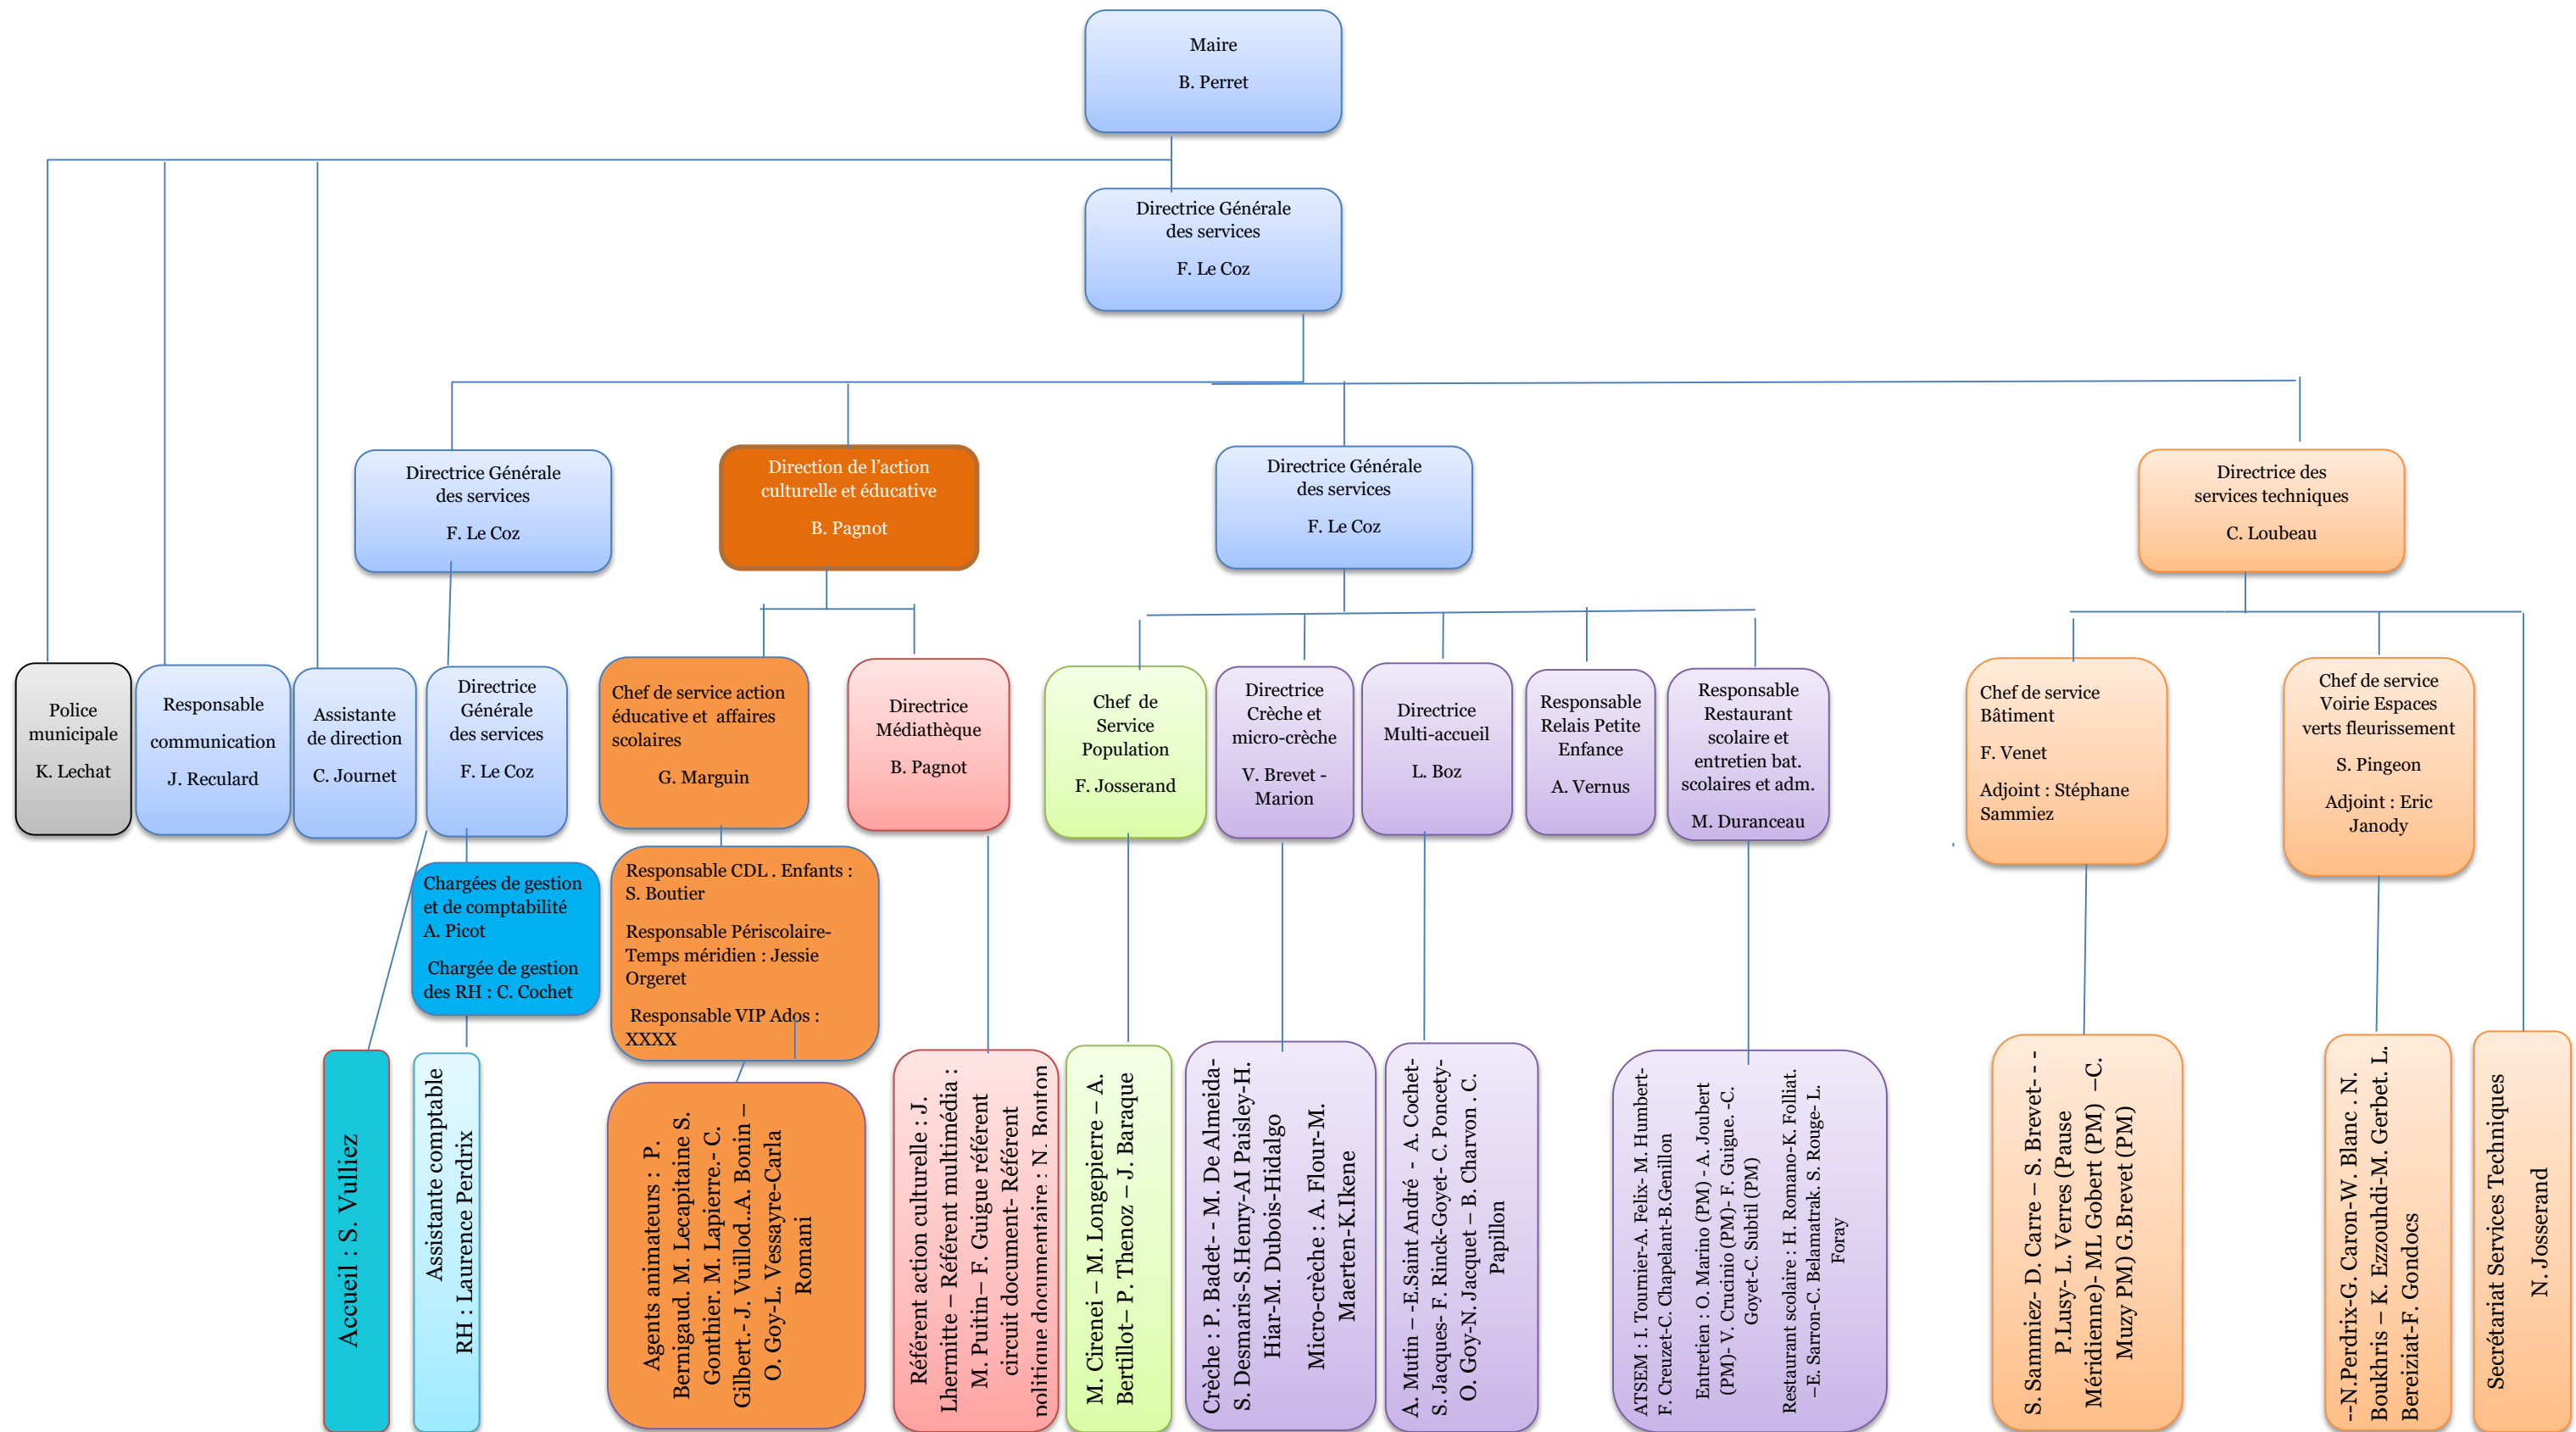 Maire
B. Perret
Directrice Générale
des services
F. Le Coz
Directrice Générale
des services
F. Le Coz
Direction de l’action
culturelle et éducative
B. Pagnot
Directrice Générale
des services
F. Le Coz
Directrice des
services techniques
C. Loubeau
Police
municipale
K. Lechat
Responsable
communication
J. Reculard
Assistante
de direction
C. Journet
Directrice
Générale
des services
F. Le Coz
Chef de service action
éducative et affaires
scolaires
G. Marguin
Directrice
Médiathèque
B. Pagnot
Chef de
Service
Population
F. Josserand
Directrice
Crèche et
micro-crèche
V. Brevet -
Marion
Directrice
Multi-accueil
L. Boz
Responsable
Relais Petite
Enfance
A. Vernus
Responsable
Restaurant
scolaire et
entretien bat.
scolaires et adm.
M. Duranceau
Chef de service
Bâtiment
F. Venet
Adjoint : Stéphane
Sammiez
Chef de service
Voirie Espaces
verts fleurissement
S. Pingeon
Adjoint : Eric
Janody
Chargées de gestion
et de comptabilité
A. Picot
Chargée de gestion
des RH : C. Cochet
Responsable CDL . Enfants :
S. Boutier
Responsable Périscolaire-
Temps méridien : Jessie
Orgeret
Responsable VIP Ados :
XXXX
Accueil : S. Vulliez
Assistante comptable
RH : Laurence Perdrix
Agents animateurs : P.
Bernigaud. M. Lecapitaine S.
Gonthier. M. Lapierre.- C.
Gilbert.- J. Vuillod..A. Bonin –
O. Goy-L. Vessayre-Carla
Romani
Référent action culturelle : J.
Lhermitte – Référent multimédia :
M. Puitin– F. Guigue référent
circuit document- Référent
politique documentaire : N. Bouton
M. Cirenei – M. Longepierre – A.
Bertillot– P. Thenoz – J. Baraque
Crèche : P. Badet- - M. De Almeida-
S. Desmaris-S.Henry-AI Paisley-H.
Hiar-M. Dubois-Hidalgo
Micro-crèche : A. Flour-M.
Maerten-K.Ikene
A. Mutin – -E.Saint André - A. Cochet-
S. Jacques- F. Rinck-Goyet- C. Poncety-
O. Goy-N. Jacquet – B. Charvon . C.
Papillon
ATSEM : I. Tournier-A. Felix- M. Humbert-
F. Creuzet-C. Chapelant-B.Genillon
Entretien : O. Marino (PM) - A. Joubert
(PM)- V. Crucinio (PM)- F. Guigue. -C.
Goyet-C. Subtil (PM)
Restaurant scolaire : H. Romano-K. Folliat.
–E. Sarron-C. Belamatrak. S. Rouge- L.
Foray
S. Sammiez- D. Carre – S. Brevet- - - -
P.Lusy- L. Verres (Pause
Méridienne)- ML Gobert (PM) –C.
Muzy PM) G.Brevet (PM)
--N.Perdrix-G. Caron-W. Blanc . N.
Boukhris – K. Ezzouhdi-M. Gerbet. L.
Bereiziat-F. Gondocs
Secrétariat Services Techniques
N. Josserand